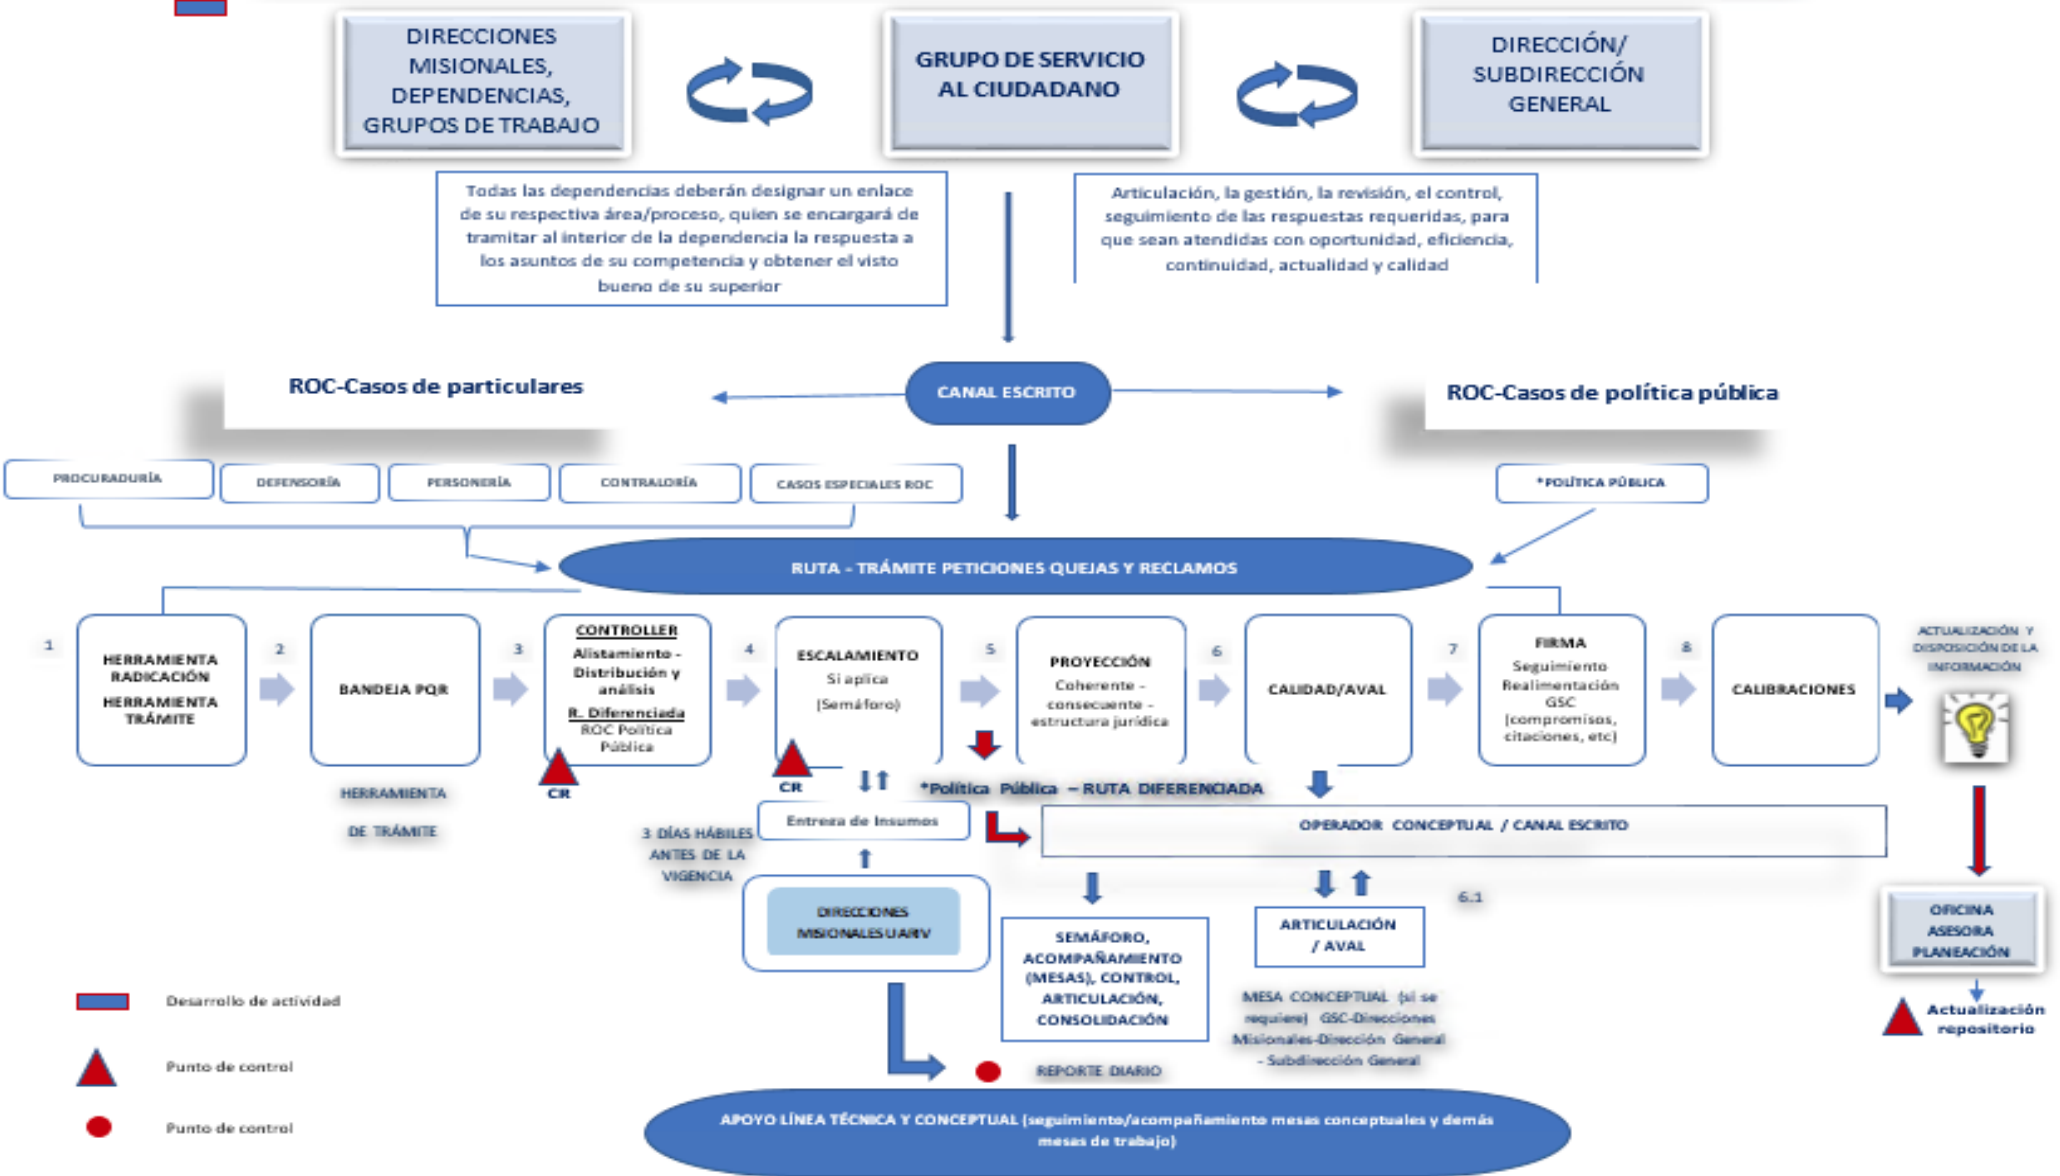 DIRECCIONES
MISIONALES,
DEPENDENCIAS,
GRUPOS DE TRABAJO
GRUPO DE SERVICIO
AL CIUDADANO
DIRECCIÓN/
SUBDIRECCIÓN
GENERAL
Todas las dependencias deberán designar un enlace
de su respectiva área/proceso, quien se encargará de
tramitar al interior de la dependencia la respuesta a
los asuntos de su competencia y obtener el visto
bueno de su superior
Articulación, la gestión, la revisión, el control,
seguimiento de las respuestas requeridas, para
que sean atendidas con oportunidad, eficiencia,
continuidad, actualidad y calidad
ROC-Casos de particulares
CANAL ESCRITO
ROC-Casos de política pública
PROCURADURÍA
DEFENSORÍA
PERSONERÍA
CONTRALORÍA
CASOS ESPECIALES ROC
*POLÍTICA PÚBLICA
RUTA - TRÁMITE PETICIONES QUEJAS Y RECLAMOS
1
HERRAMIENTA
RADICACIÓN
HERRAMIENTA
TRÁMITE
2
BANDEJA PQR
HERRAMIENTA
DE TRÁMITE
3
CONTROLLER
Alistamiento -
Distribución y
análisis
R. Diferenciada
ROC Política
Pública
CR
4
ESCALAMIENTO
Si aplica
(Semáforo)
CR
5
PROYECCIÓN
Coherente -
consecuente -
estructura jurídica
6
CALIDAD/AVAL
7
FIRMA
Seguimiento
Realimentación
GSC
(compromisos,
citaciones, etc)
8
CALIBRACIONES
ACTUALIZACIÓN Y
DISPOSICIÓN DE LA
INFORMACIÓN
*Política Pública – RUTA DIFERENCIADA
Entrega de Insumos
3 DÍAS HÁBILES
ANTES DE LA
VIGENCIA
OPERADOR CONCEPTUAL / CANAL ESCRITO
DIRECCIONES
MISIONALES UARIV
SEMÁFORO,
ACOMPAÑAMIENTO
(MESAS), CONTROL,
ARTICULACIÓN,
CONSOLIDACIÓN
ARTICULACIÓN
/ AVAL
6.1
MESA CONCEPTUAL (si se
requiere) GSC-Direcciones
Misionales-Dirección General
- Subdirección General
OFICINA
ASESORA
PLANEACIÓN
Actualización
repositorio
Desarrollo de actividad
Punto de control
Punto de control
REPORTE DIARIO
APOYO LÍNEA TÉCNICA Y CONCEPTUAL (seguimiento/acompañamiento mesas conceptuales y demás
mesas de trabajo)